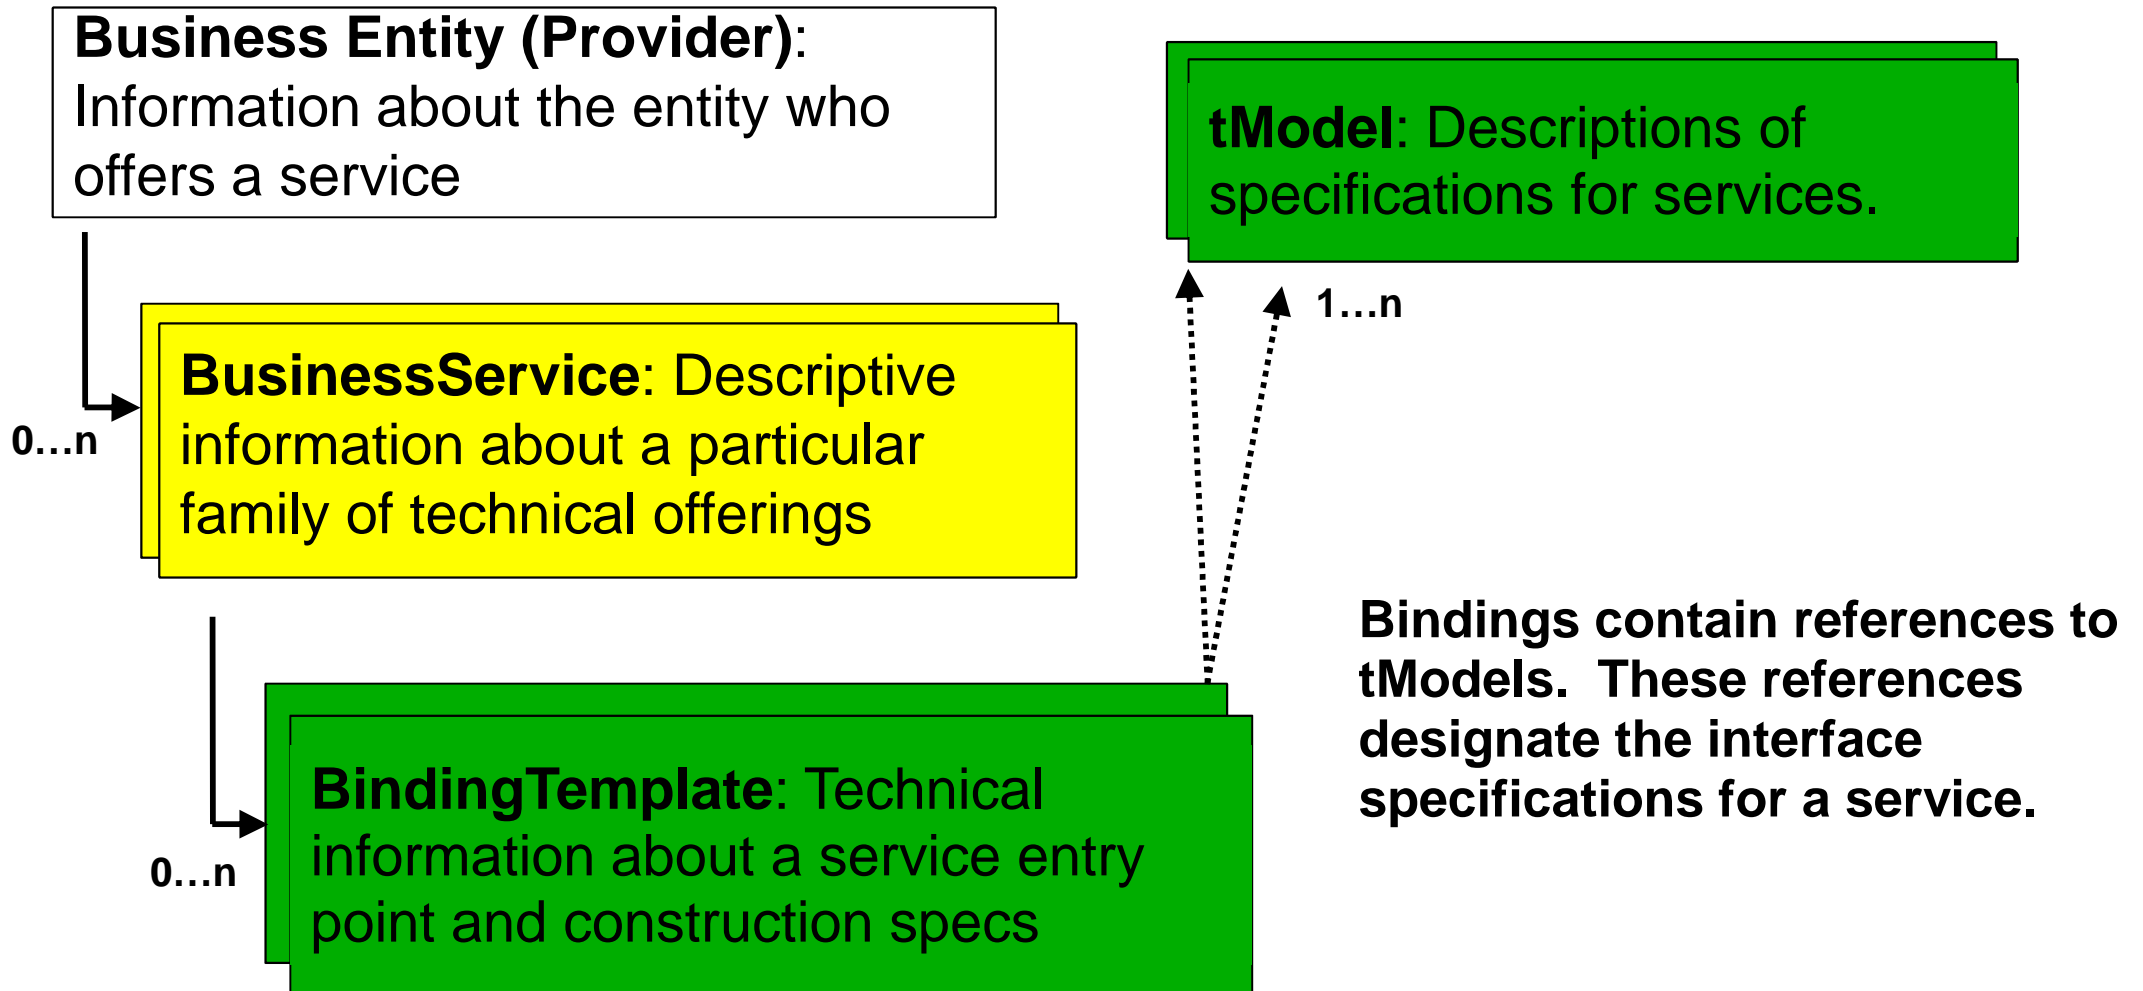 Business Entity (Provider):
Information about the entity who
offers a service
tModel: Descriptions of
specifications for services.
1…n
BusinessService: Descriptive
information about a particular
family of technical offerings
0…n
Bindings contain references to
tModels.  These references
designate the interface
specifications for a service.
BindingTemplate: Technical
information about a service entry
point and construction specs
0…n